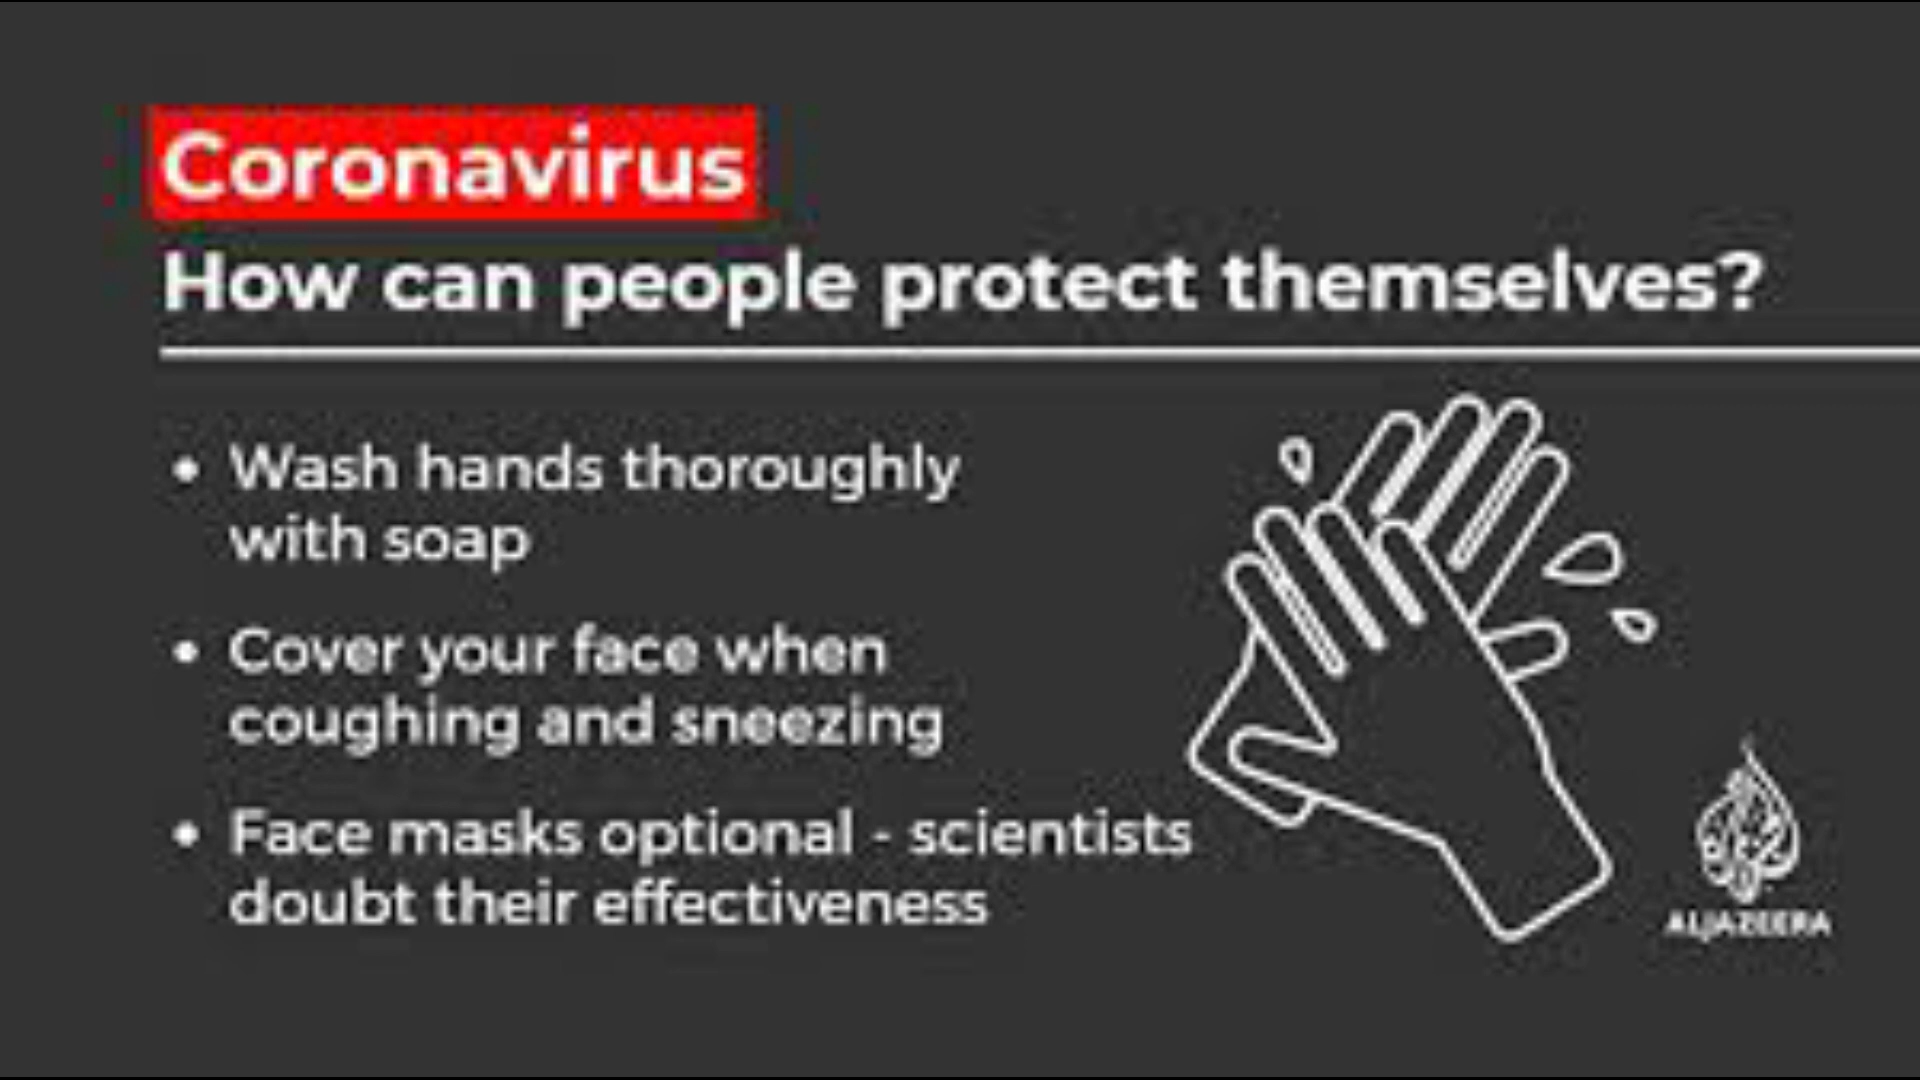 Coronavirus
How can people protect themselves?
• Wash hands thoroughly
with soap
• Cover your face when
coughing and sneezing
• Face masks optional - scientists
doubt their effectiveness
ALJAZEERA